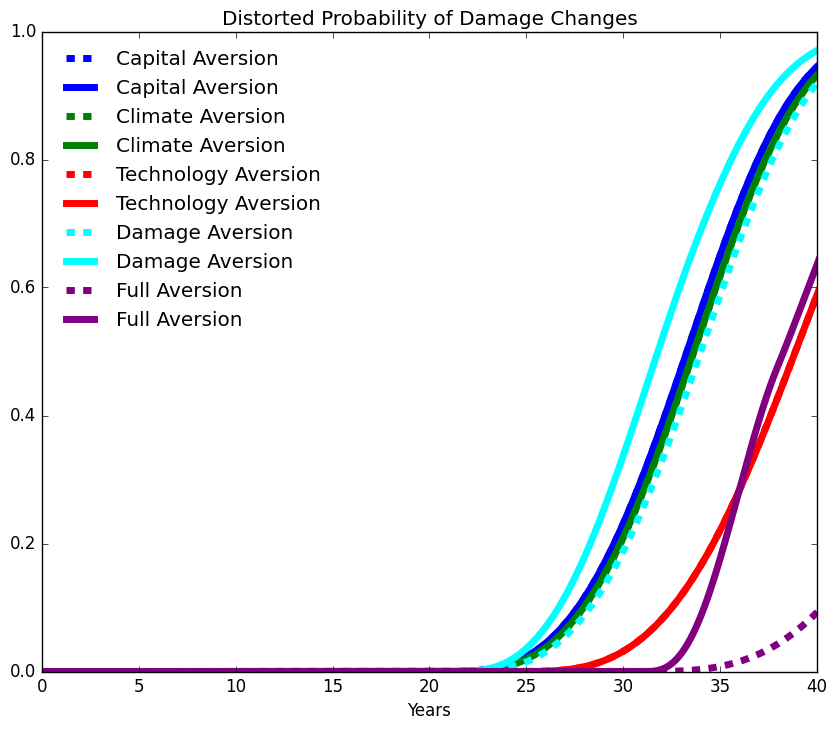 Distorted Probability of Damage Changes
1.0
0.8
0.6
0.4
0.2
0.0
Capital Aversion
Capital Aversion
Climate Aversion
Climate Aversion
Technology Aversion
Technology Aversion
Damage Aversion
Damage Aversion
Full Aversion
Full Aversion
0 5 10 15 20 25 30 35 40
Years